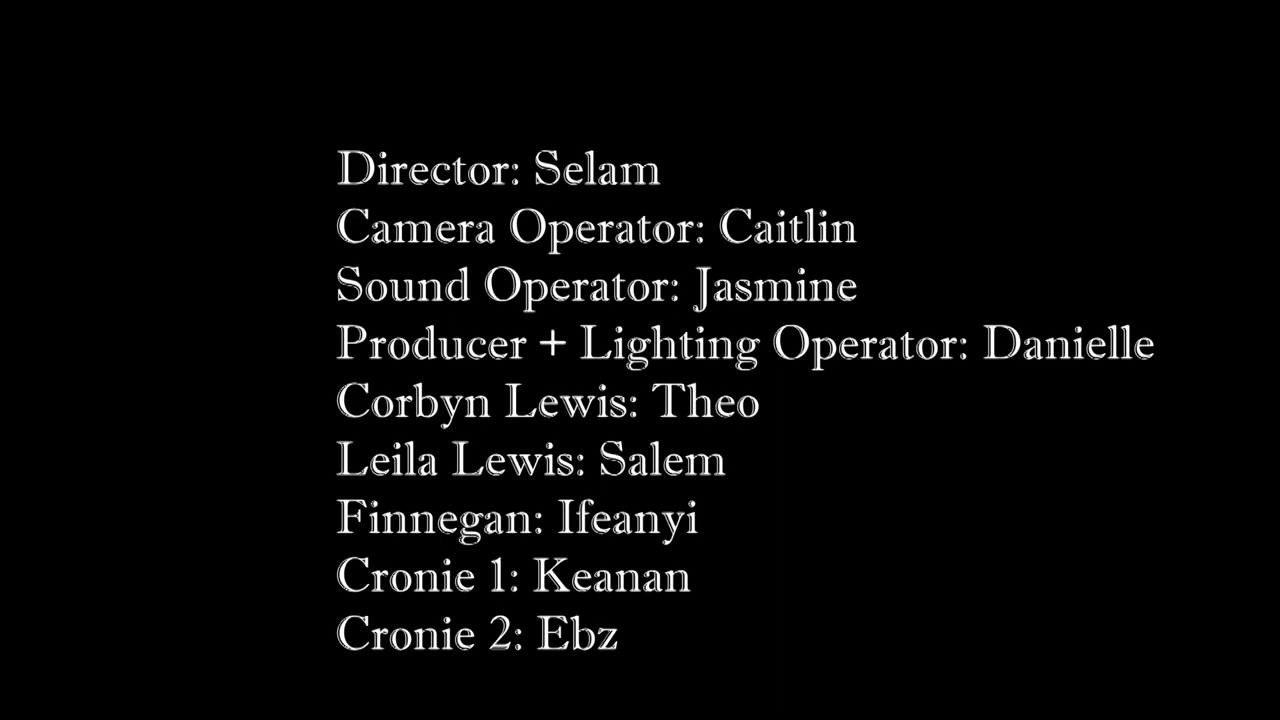 Director: Selam
Camera Operator: Caitlin
Sound Operator: Jasmine
Producer + Lighting Operator: Danielle
Corbyn Lewis: Theo
Leila Lewis: Salem
Finnegan: Ifeanyi
Cronie 1: Keanan
Cronie 2: Ebz